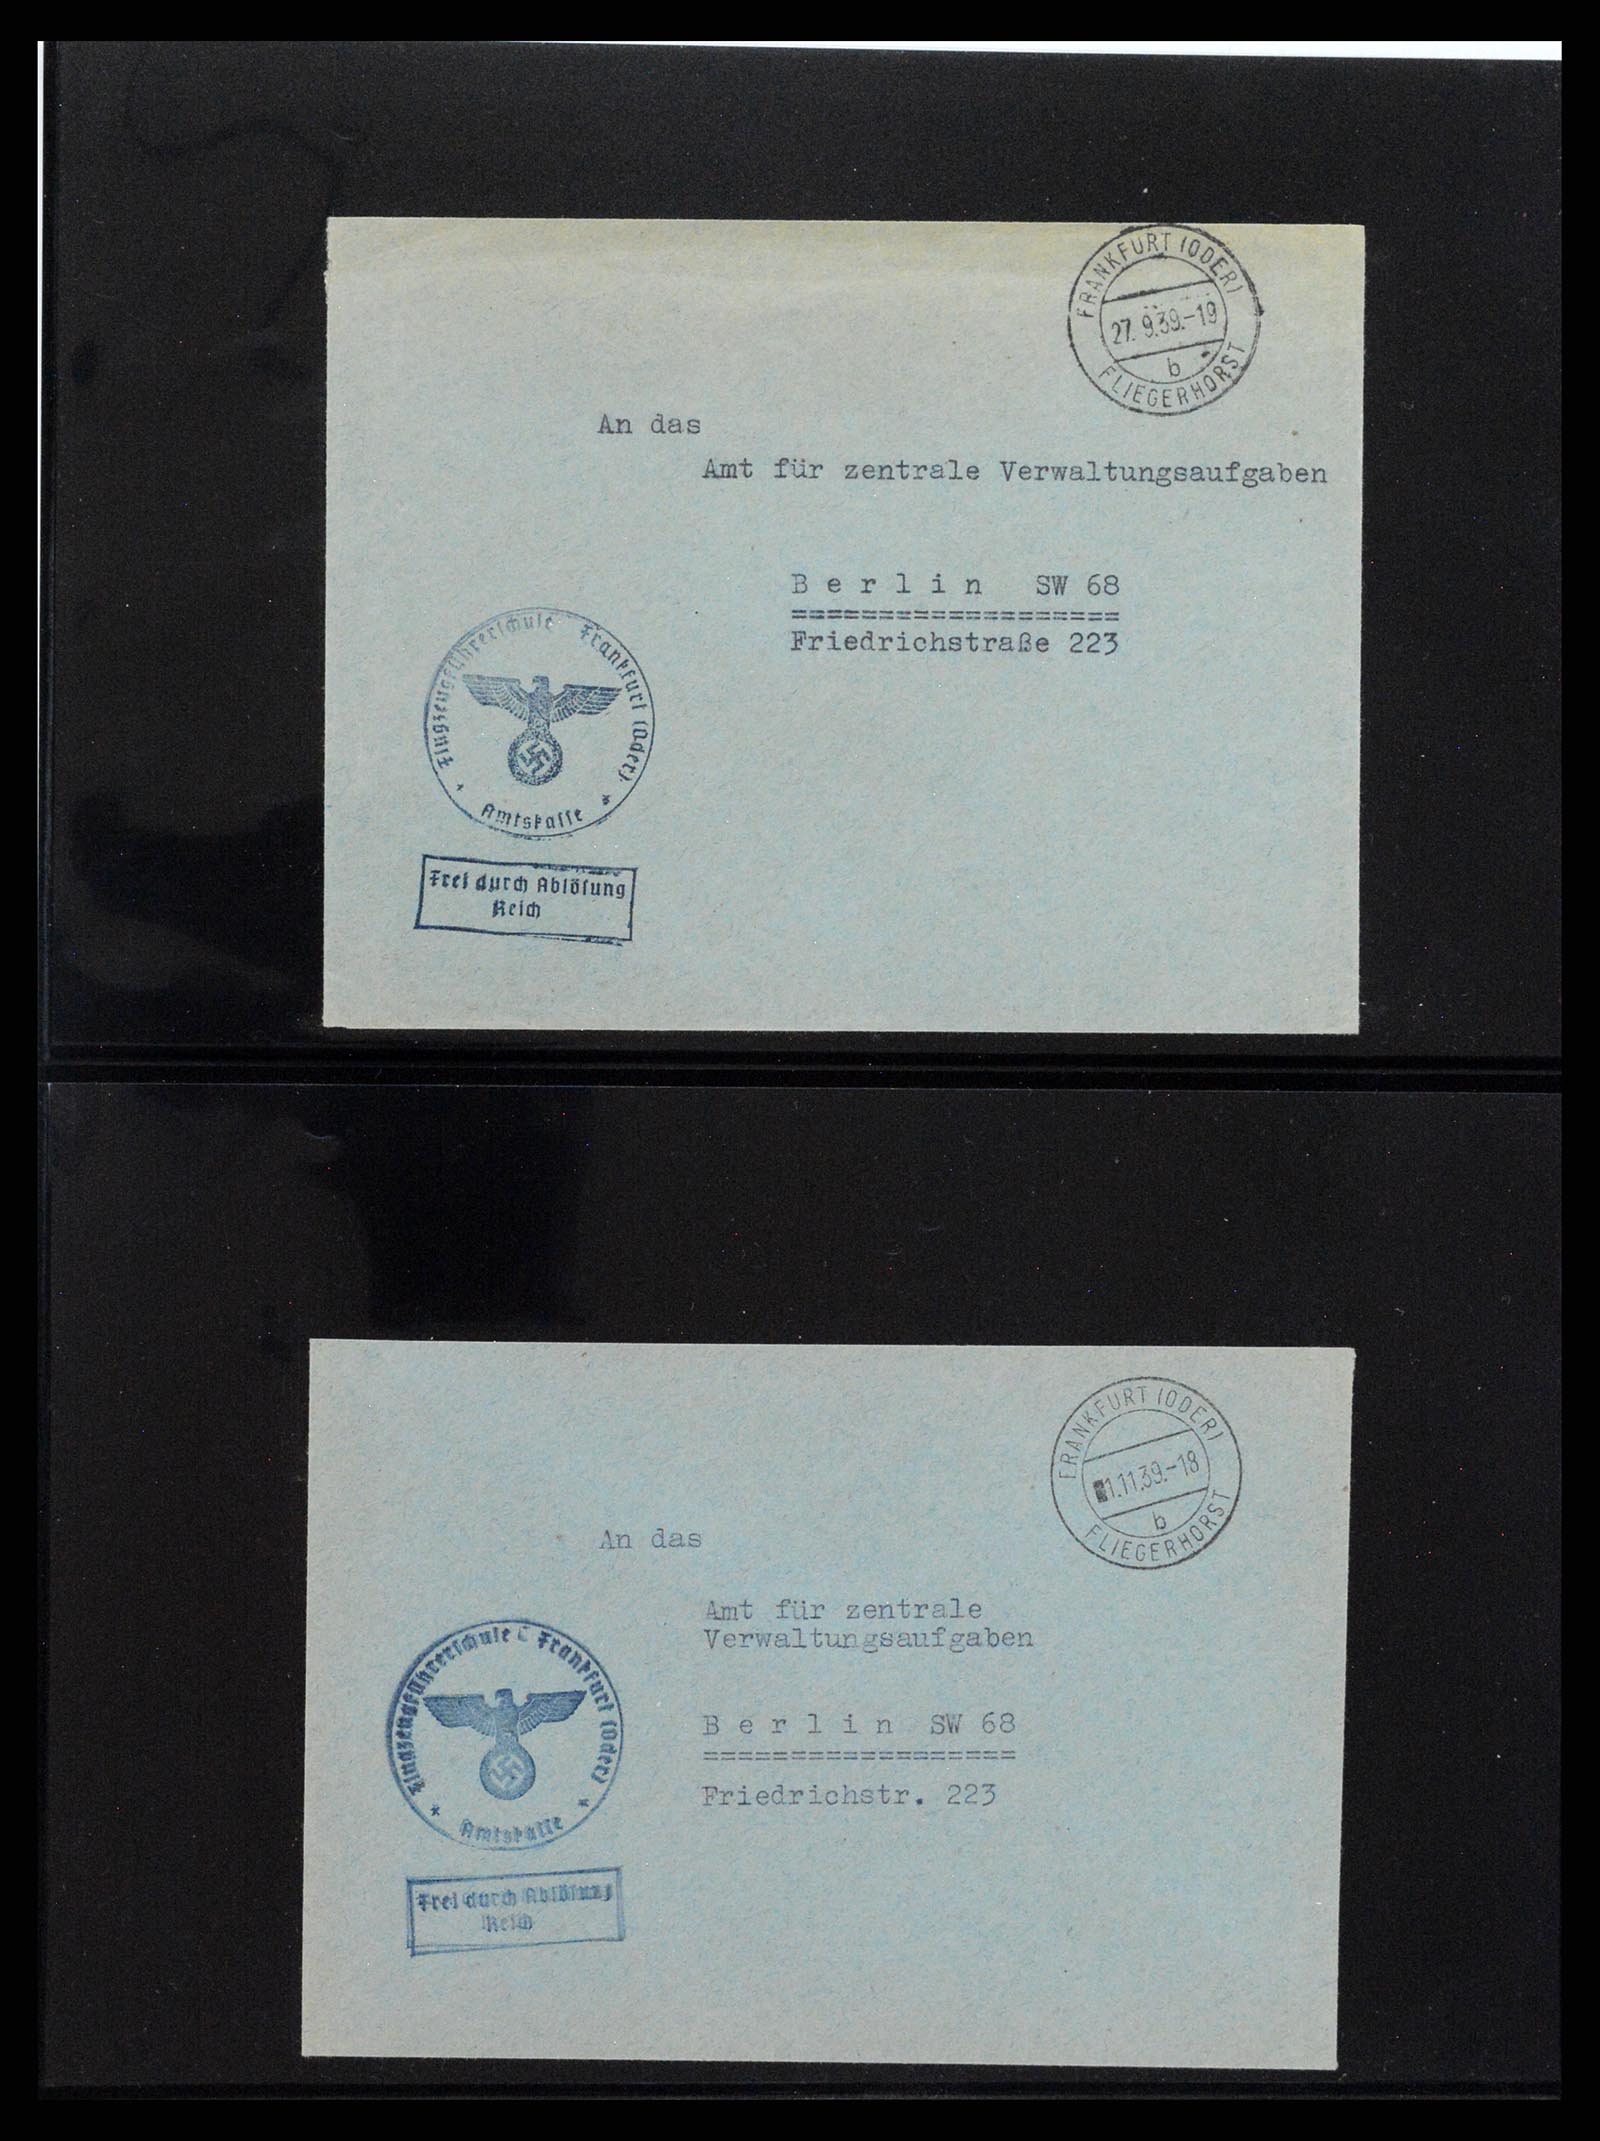 FRANKFURT (ODER)
27. 9.39.-19
b
FLIEGERHORST
An das
Amt für zentrale Verwaltungsaufgaben
B e r l i n SW 68
===================
Friedrichstraße 223
Flugzeugführerschule Frankfurt (Oder)
* Amtskasse *
Frei durch Ablösung
Reich
FRANKFURT (ODER)
1.11.39.-18
b
FLIEGERHORST
An das
Amt für zentrale
Verwaltungsaufgaben
B e r l i n SW 68
==================
Friedrichstr. 223
Flugzeugführerschule C Frankfurt (Oder)
* Amtskasse *
Frei durch Ablösung
Reich